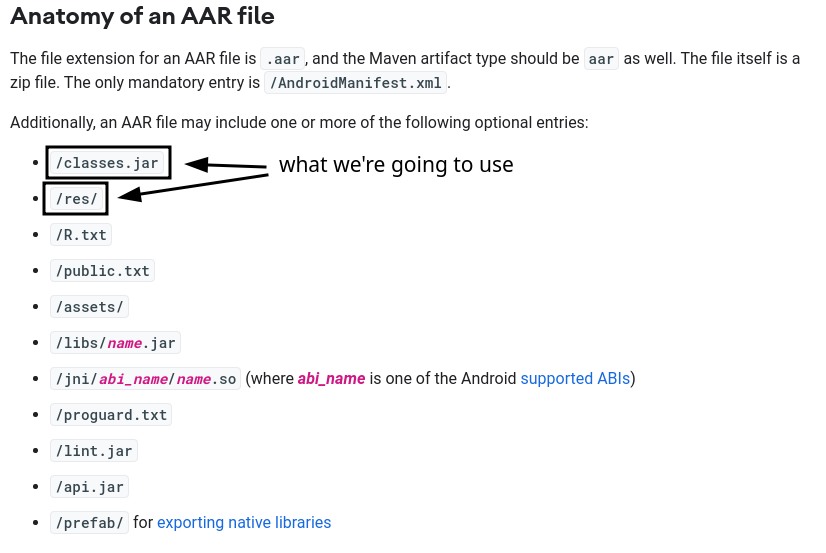 Anatomy of an AAR file
The file extension for an AAR file is .aar, and the Maven artifact type should be aar as well. The file itself is a
zip file. The only mandatory entry is /AndroidManifest.xml.
Additionally, an AAR file may include one or more of the following optional entries:
• /classes.jar
what we're going to use
• /res/
• /R.txt
• /public.txt
• /assets/
• /libs/name.jar
• /jni/abi_name/name.so (where abi_name is one of the Android supported ABIs)
• /proguard.txt
• /lint.jar
• /api.jar
• /prefab/ for exporting native libraries